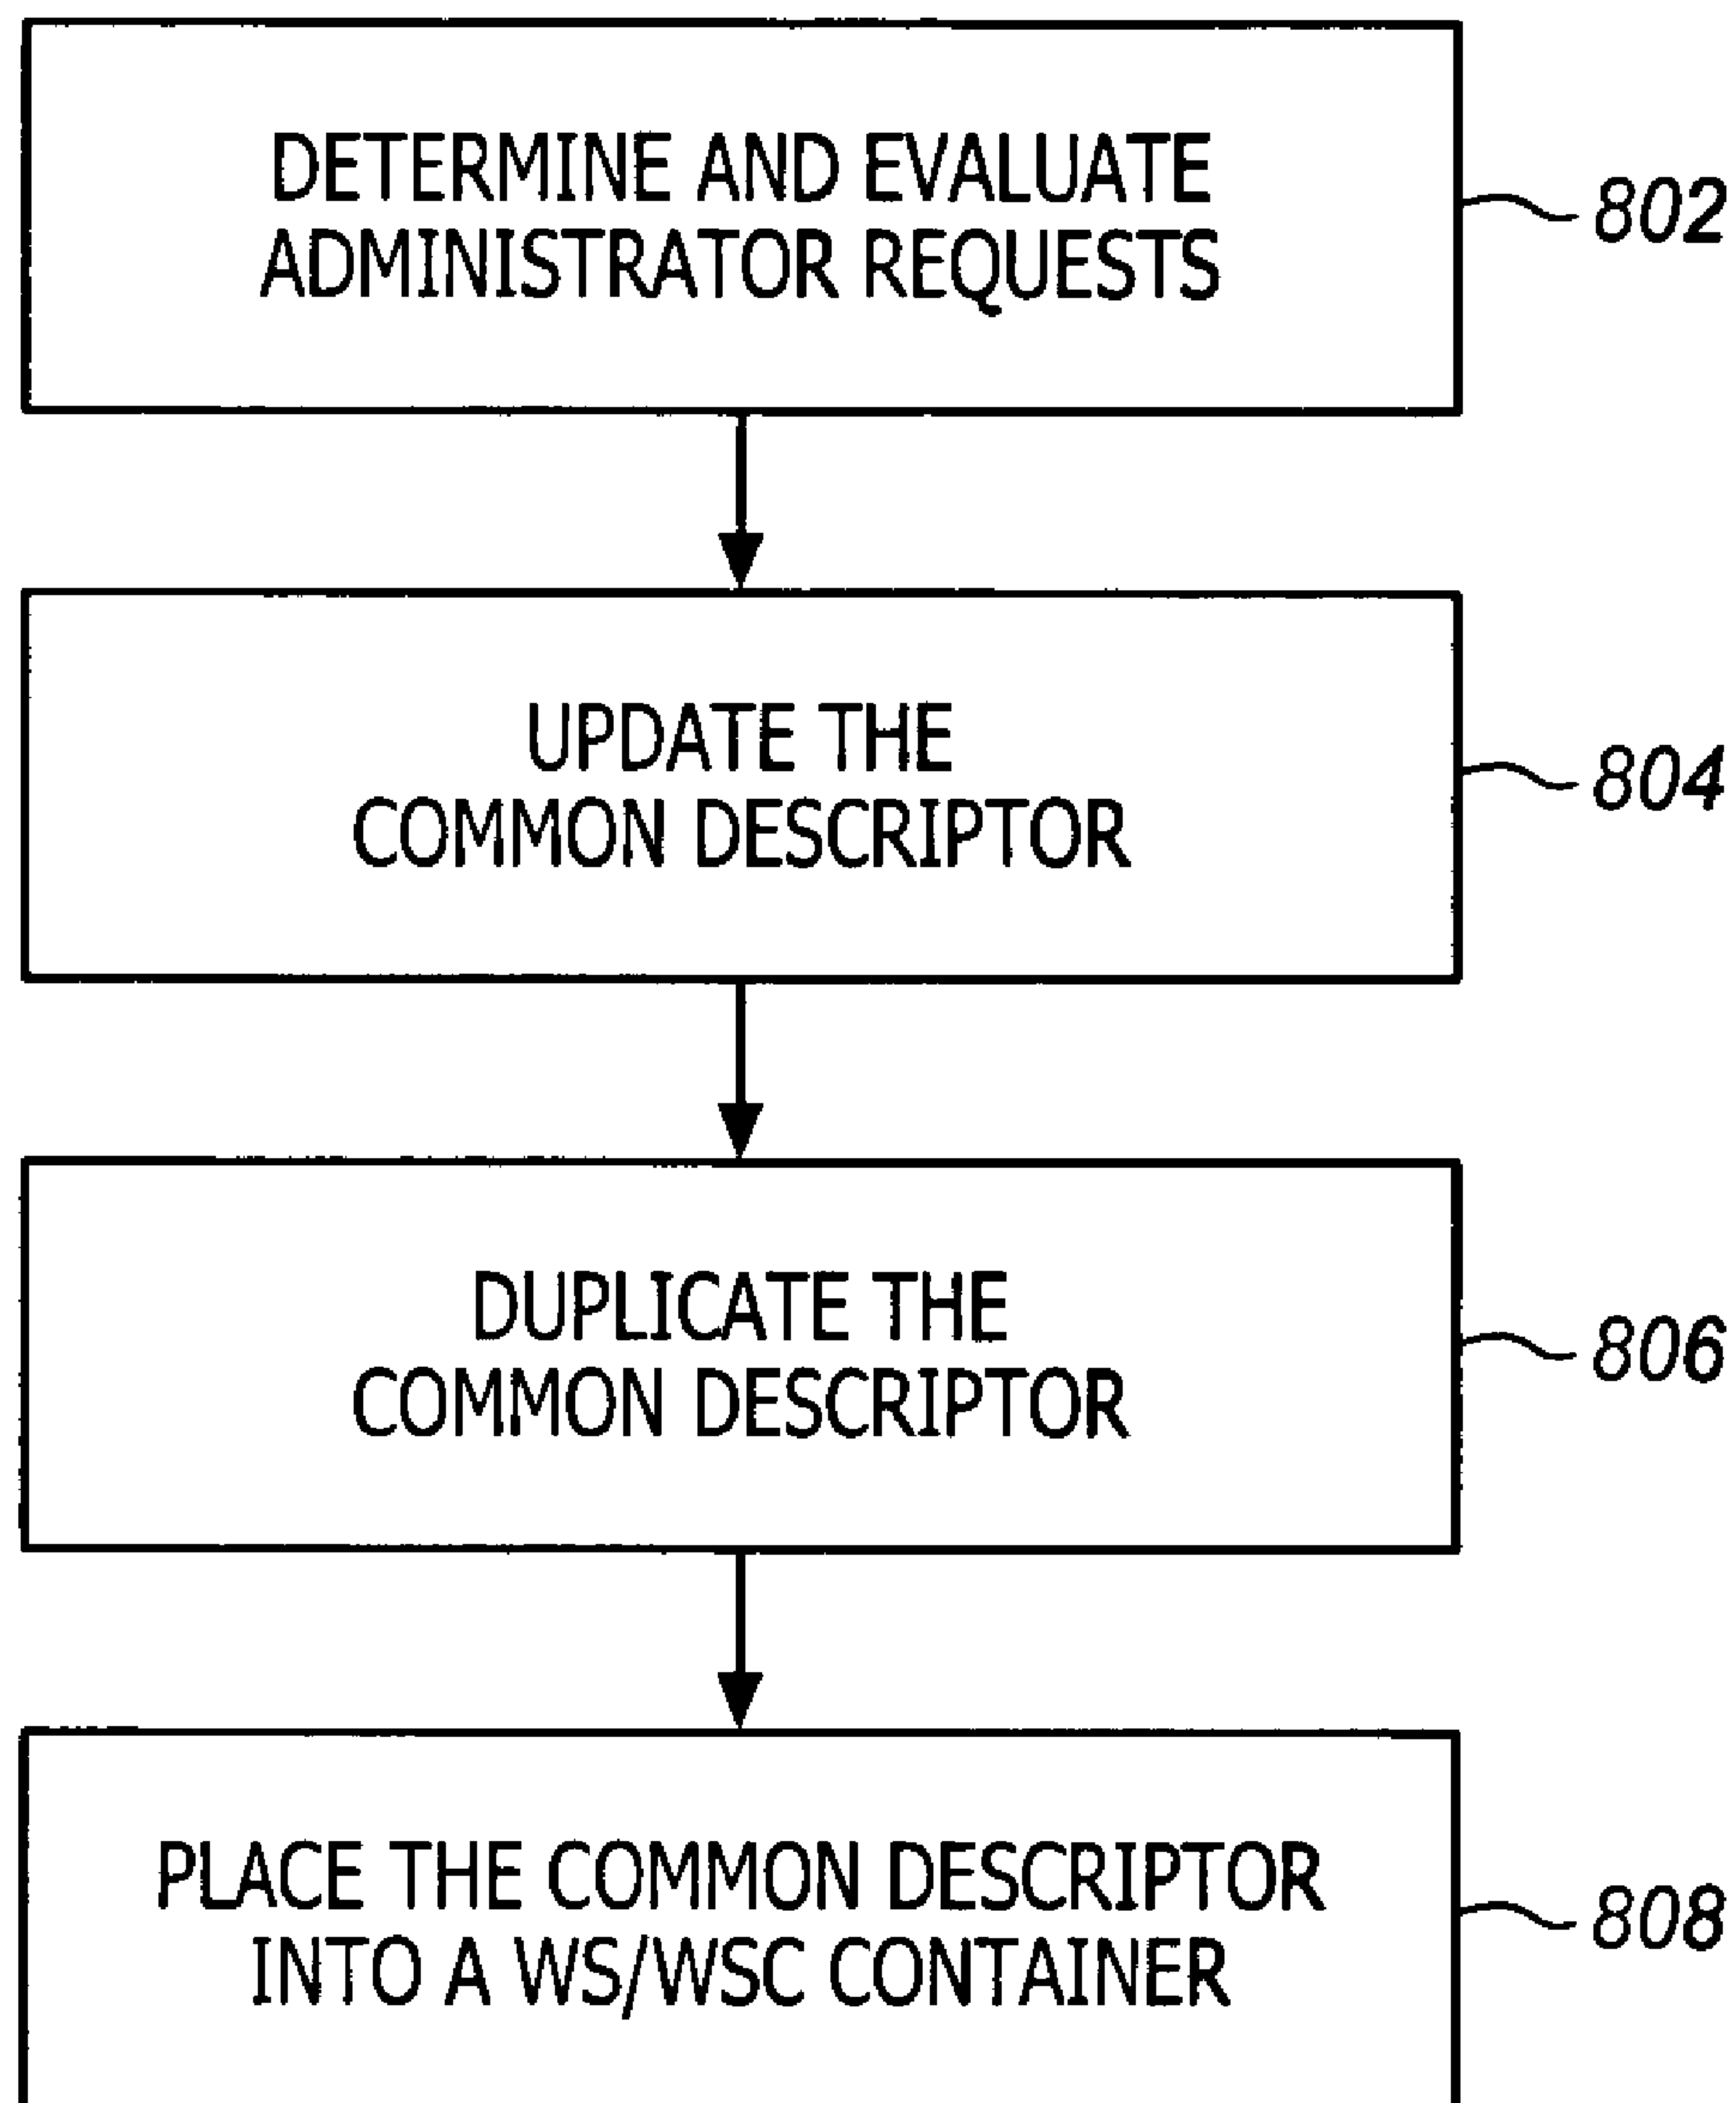 DETERMINE AND EVALUATE
ADMINISTRATOR REQUESTS
802
UPDATE THE
COMMON DESCRIPTOR
804
DUPLICATE THE
COMMON DESCRIPTOR
806
PLACE THE COMMON DESCRIPTOR
INTO A WS/WSC CONTAINER
808